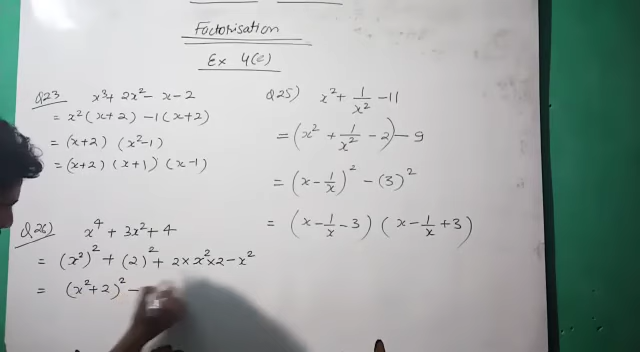 Factorisation
Ex 4(c)
Q23 x³ + 2x² - x - 2
= x²(x+2) - 1(x+2)
= (x+2) (x²-1)
= (x+2) (x+1) (x-1)
Q26) x⁴ + 3x² + 4
= (x²)² + (2)² + 2×x²×2 - x²
= (x²+2)² -
Q25) x² + 1/x² - 11
= (x² + 1/x² - 2) - 9
= (x - 1/x)² - (3)²
= (x - 1/x - 3) (x - 1/x + 3)